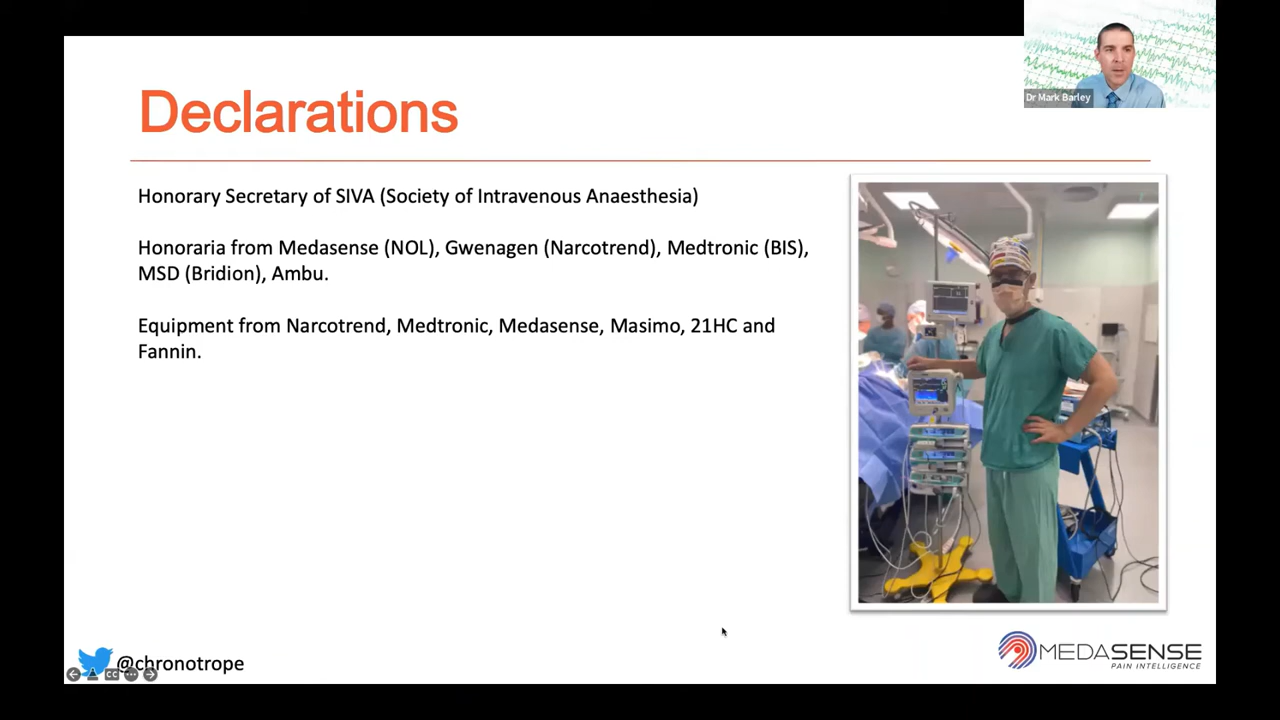 Dr Mark Barley
Declarations
Honorary Secretary of SIVA (Society of Intravenous Anaesthesia)
Honoraria from Medasense (NOL), Gwenagen (Narcotrend), Medtronic (BIS),
MSD (Bridion), Ambu.
Equipment from Narcotrend, Medtronic, Medasense, Masimo, 21HC and
Fannin.
@chronotrope
CC
MEDASENSE
PAIN INTELLIGENCE